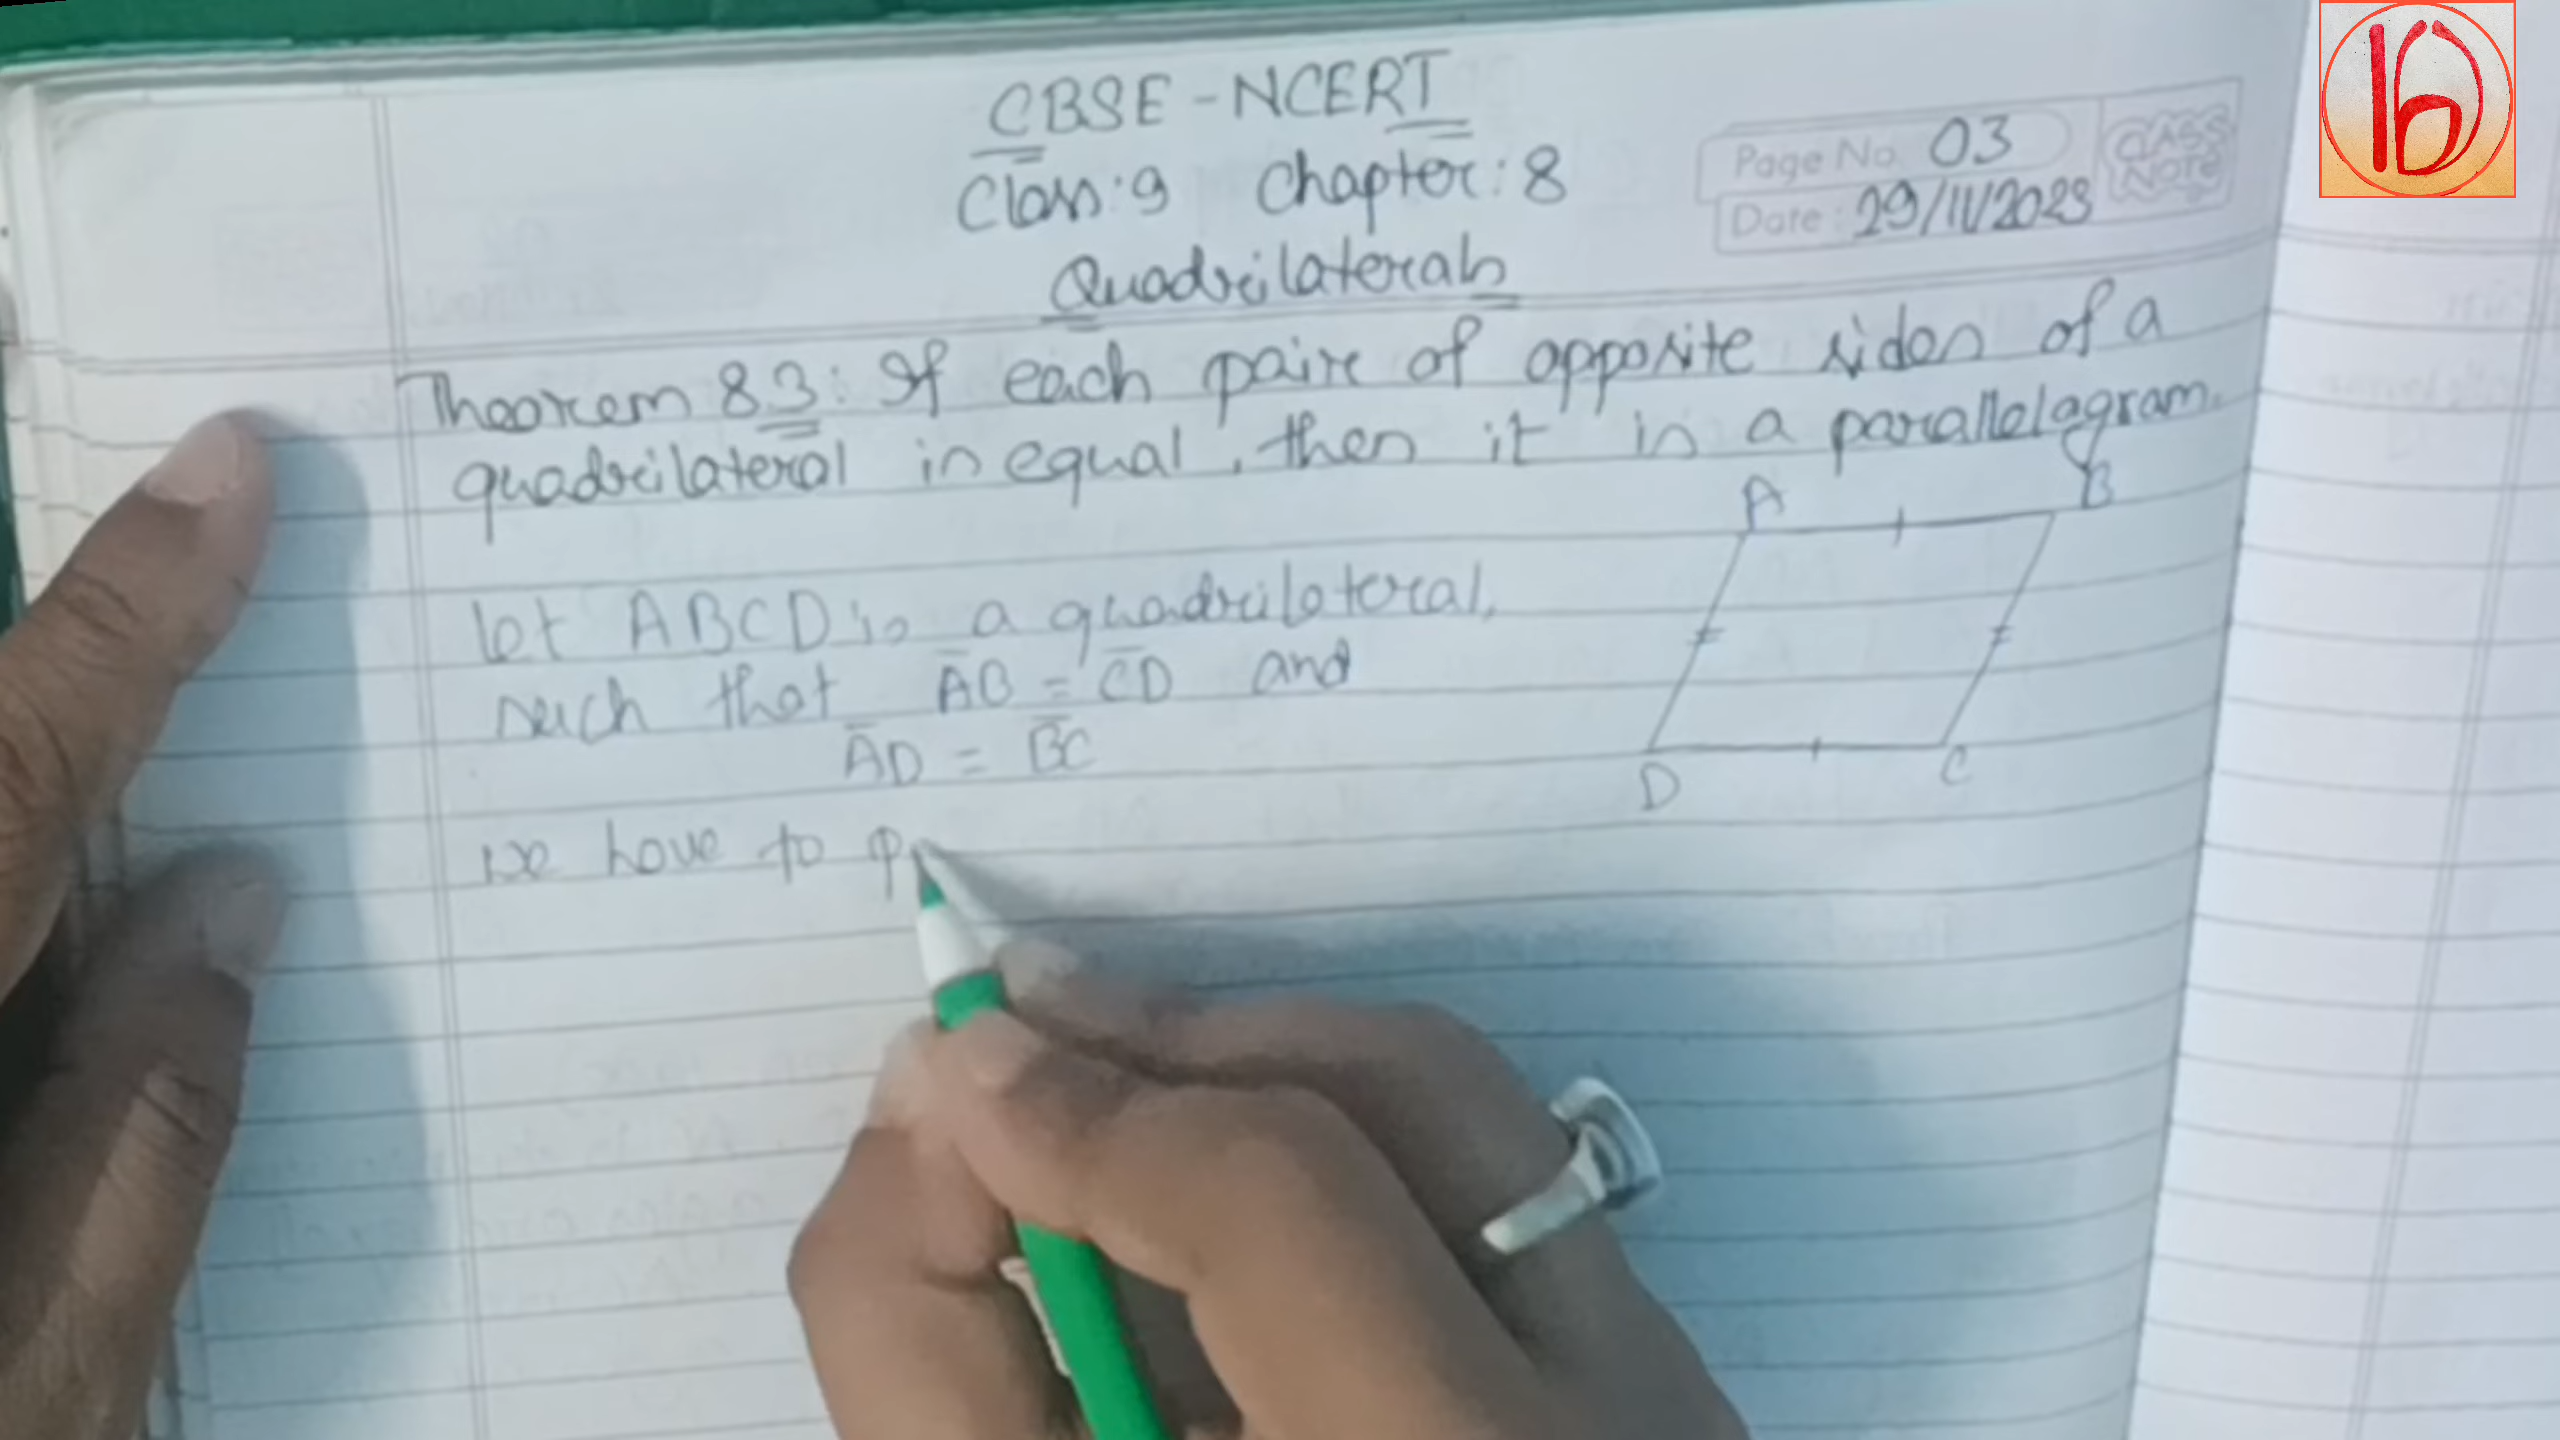 CBSE - NCERT
Class: 9 Chapter: 8
Quadrilaterals
Page No. 03
Date: 29/11/2023
CLASS Note
Theorem 8.3: If each pair of opposite sides of a
quadrilateral is equal, then it is a parallelogram.
A B
let ABCD is a quadrilateral,
such that AB = CD and
AD = BC
D C
we have to p